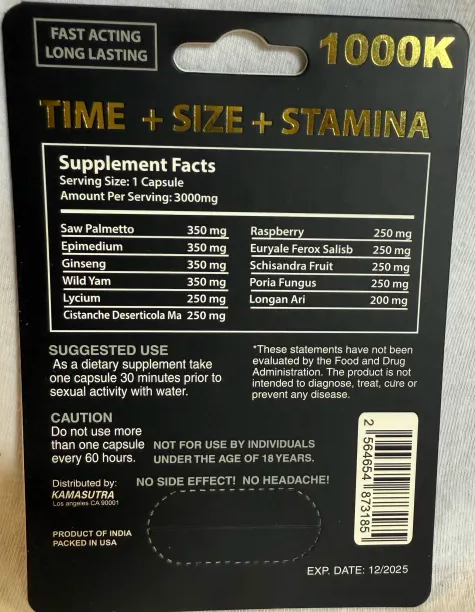 FAST ACTING
LONG LASTING
1000K
TIME + SIZE + STAMINA
Supplement Facts
Serving Size: 1 Capsule
Amount Per Serving: 3000mg
Saw Palmetto 350 mg
Epimedium 350 mg
Ginseng 350 mg
Wild Yam 350 mg
Lycium 250 mg
Cistanche Deserticola Ma 250 mg
Raspberry 250 mg
Euryale Ferox Salisb 250 mg
Schisandra Fruit 250 mg
Poria Fungus 250 mg
Longan Ari 200 mg
SUGGESTED USE
As a dietary supplement take
one capsule 30 minutes prior to
sexual activity with water.
*These statements have not been
evaluated by the Food and Drug
Administration. The product is not
intended to diagnose, treat, cure or
prevent any disease.
CAUTION
Do not use more
than one capsule
every 60 hours.
NOT FOR USE BY INDIVIDUALS
UNDER THE AGE OF 18 YEARS.
Distributed by:
KAMASUTRA
Los angeles CA 90001
NO SIDE EFFECT! NO HEADACHE!
PRODUCT OF INDIA
PACKED IN USA
2 564654 873185
EXP. DATE: 12/2025